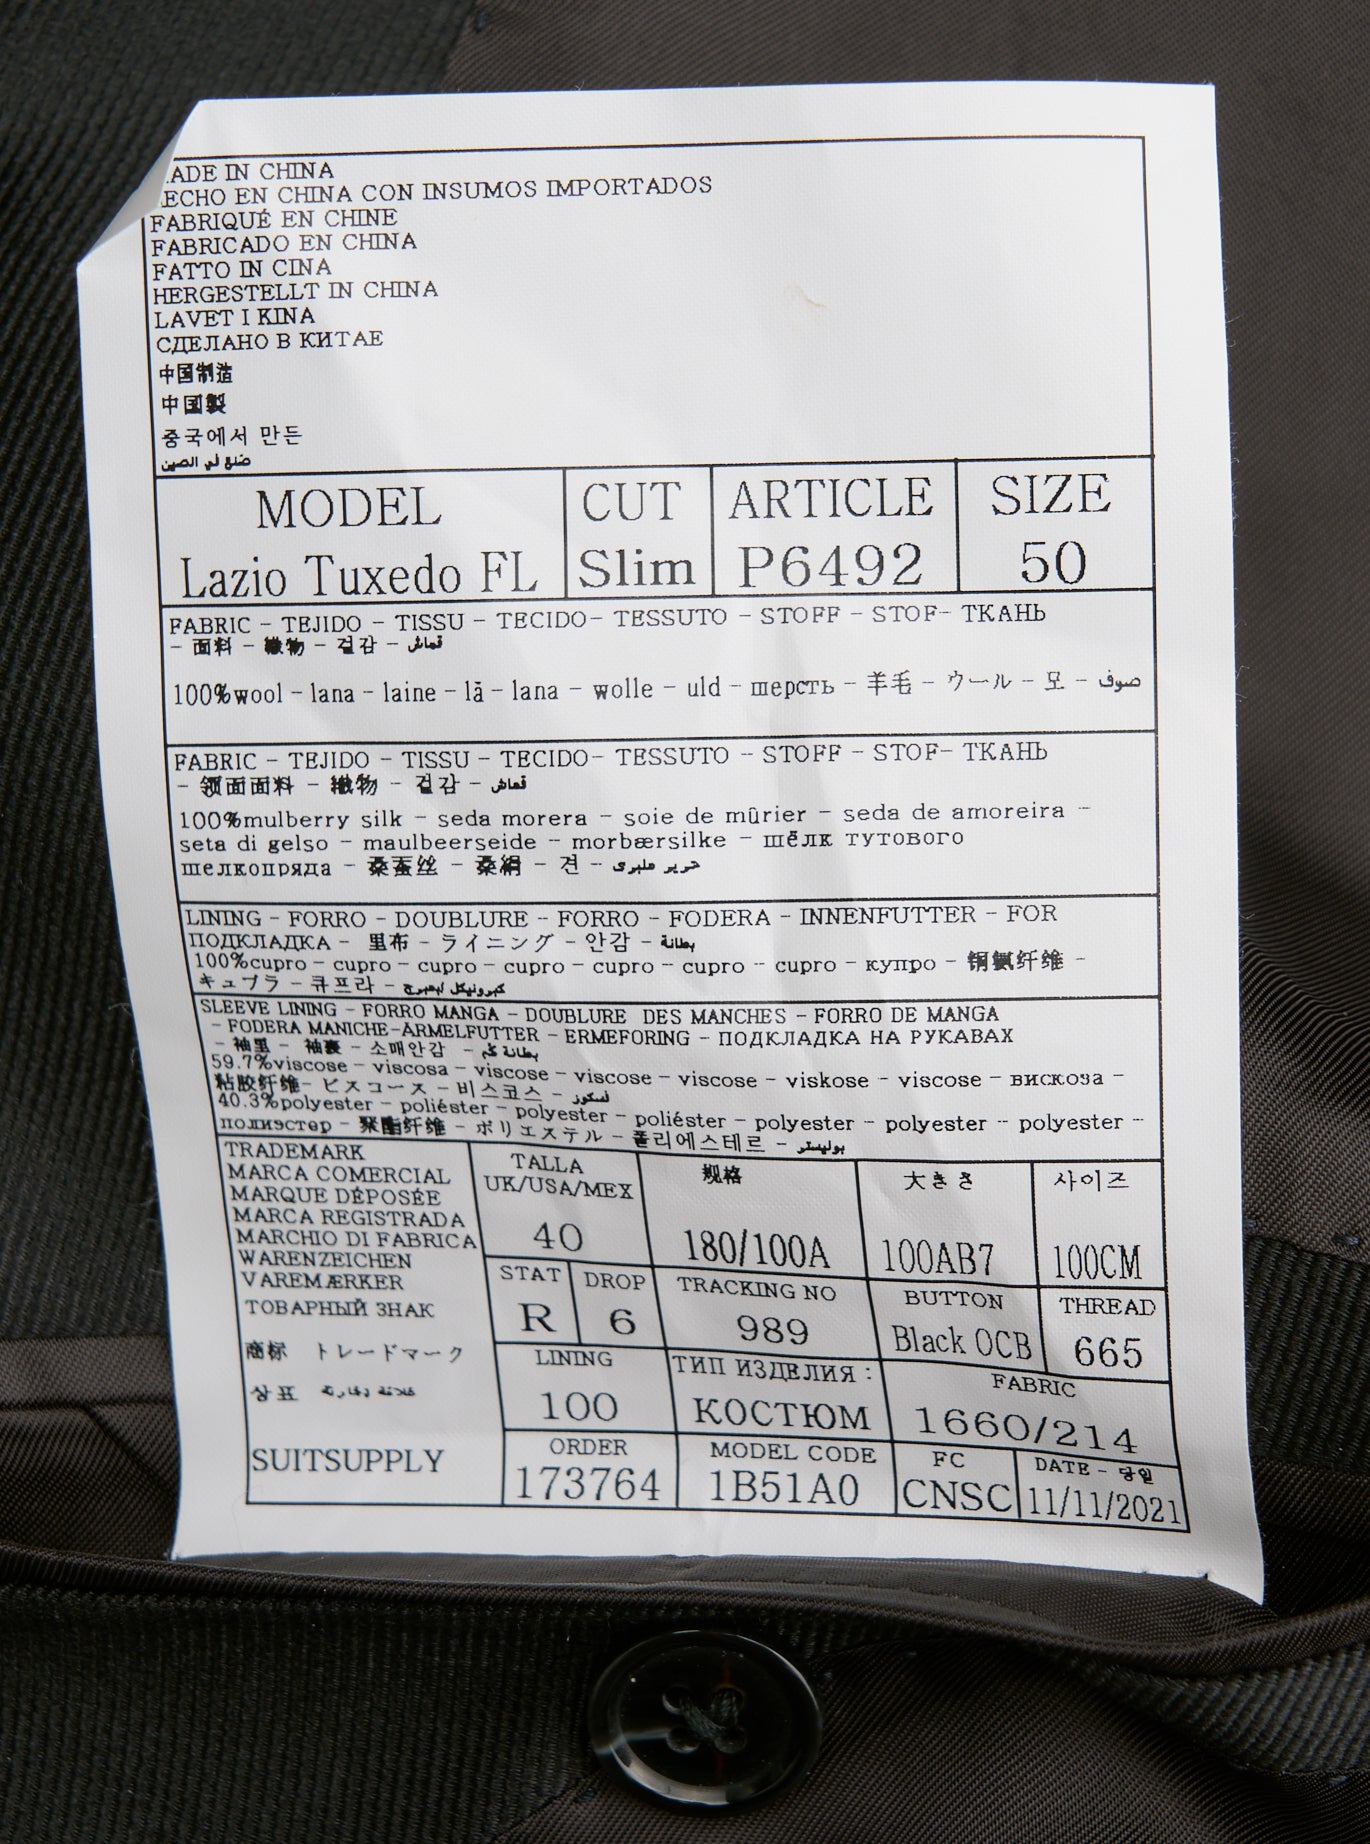 ADE IN CHINA
ECHO EN CHINA CON INSUMOS IMPORTADOS
FABRIQUÉ EN CHINE
FABRICADO EN CHINA
FATTO IN CINA
HERGESTELLT IN CHINA
LAVET I KINA
СДЕЛАНО В КИТАЕ
中国制造
中国製
중국에서 만든
صنع في الصين
MODEL CUT ARTICLE SIZE
Lazio Tuxedo FL Slim P6492 50
FABRIC - TEJIDO - TISSU - TECIDO- TESSUTO - STOFF - STOF- ТКАНЬ
- 面料 - 織物 - 겉감 - قماش
100%wool - lana - laine - lã - lana - wolle - uld - шерсть - 羊毛 - ウール - 모 - صوف
FABRIC - TEJIDO - TISSU - TECIDO- TESSUTO - STOFF - STOF- ТКАНЬ
- 领面面料 - 織物 - 겉감 - قماش
100%mulberry silk - seda morera - soie de mûrier - seda de amoreira -
seta di gelso - maulbeerseide - morbærsilke - шёлк тутового
шелкопряда - 桑蚕丝 - 桑絹 - 견 - حرير ملبري
LINING - FORRO - DOUBLURE - FORRO - FODERA - INNENFUTTER - FOR
ПОДКЛАДКА - 里布 - ライニング - 안감 - بطانة
100%cupro - cupro - cupro - cupro - cupro - cupro - cupro - купро - 铜氨纤维 -
キュプラ - 큐프라 -
SLEEVE LINING - FORRO MANGA - DOUBLURE DES MANCHES - FORRO DE MANGA
- FODERA MANICHE-ARMELFUTTER - ERMEFORING - ПОДКЛАДКА НА РУКАВАХ
- 袖里 - 袖裏 - 소매안감 - بطانة كم
59.7%viscose - viscosa - viscose - viscose - viscose - viskose - viscose - вискоза -
粘胶纤维- ビスコース - 비스코스 -
40.3%polyester - poliéster - polyester - poliéster - polyester - polyester - polyester -
полиэстер - 聚酯纤维 - ポリエステル - 폴리에스테르 - بوليستر
TRADEMARK
MARCA COMERCIAL
MARQUE DÉPOSÉE
MARCA REGISTRADA
MARCHIO DI FABRICA
WARENZEICHEN
VAREMÆRKER
ТОВАРНЫЙ ЗНАК
商标 トレードマーク
상표
SUITSUPPLY
TALLA
UK/USA/MEX 规格 大きさ 사이즈
40 180/100A 100AB7 100CM
STAT DROP TRACKING NO BUTTON THREAD
R 6 989 Black OCB 665
LINING ТИП ИЗДЕЛИЯ : FABRIC
100 КОСТЮМ 1660/214
ORDER MODEL CODE FC DATE - 당일
173764 1B51A0 CNSC 11/11/2021